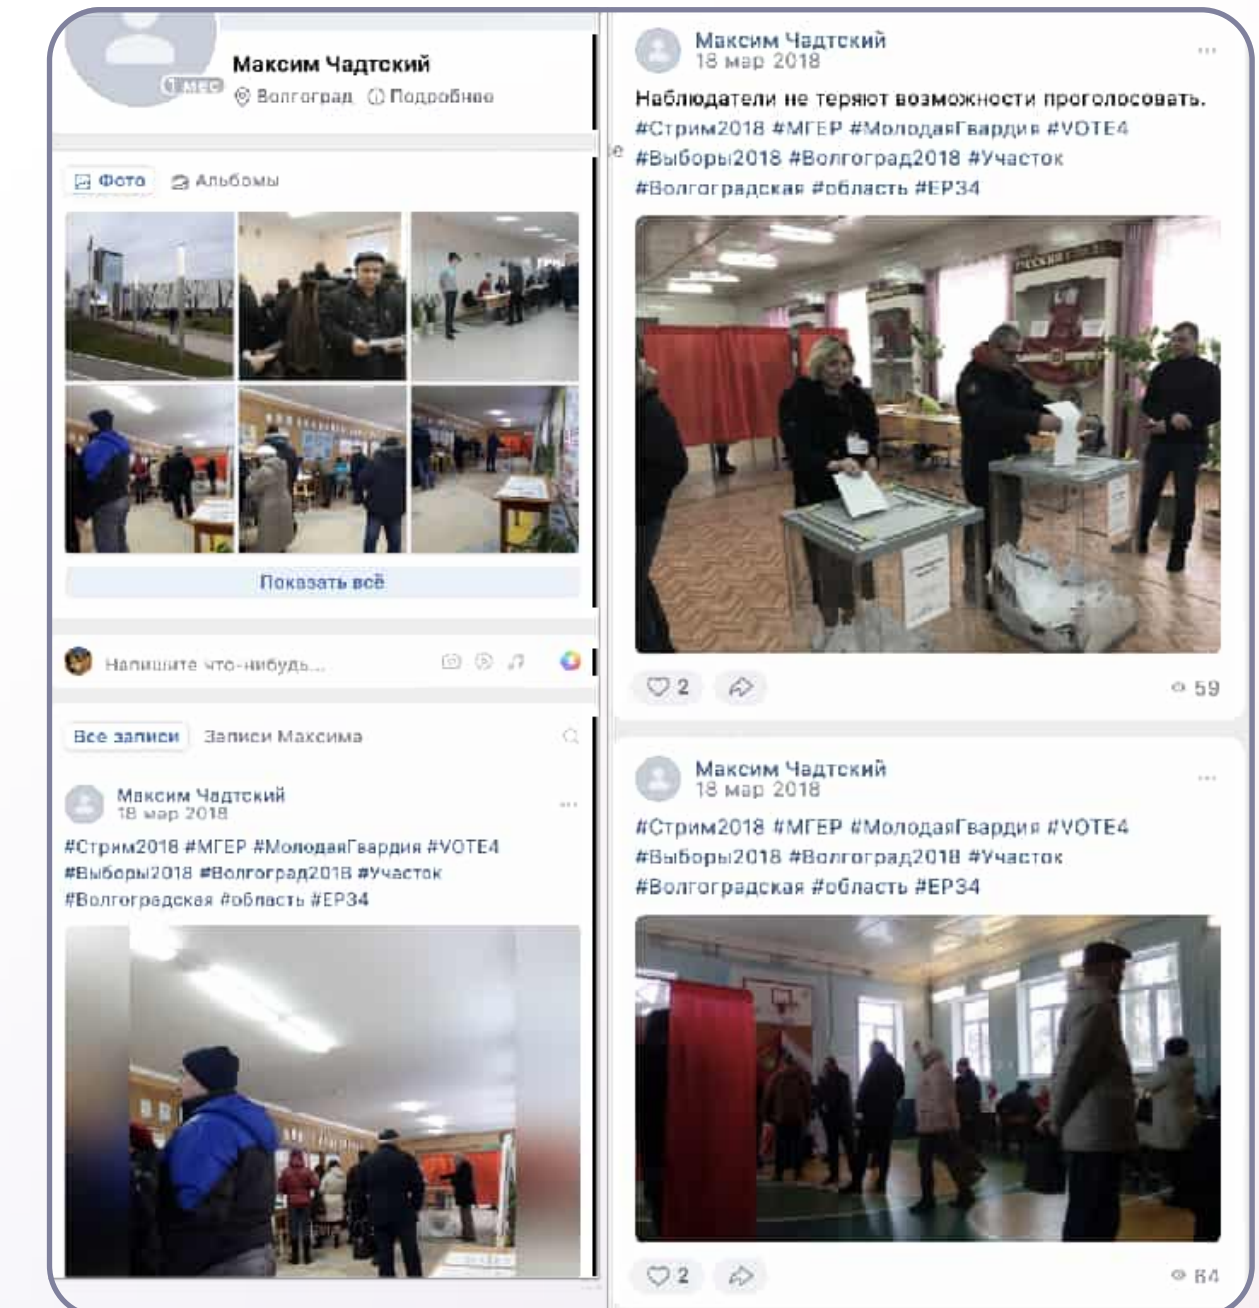 1 мес
Максим Чадтский
Волгоград Подробнее
Фото Альбомы
Показать всё
Напишите что-нибудь...
Все записи Записи Максима
Максим Чадтский
18 мар 2018
#Стрим2018 #МГЕР #МолодаяГвардия #VOTE4
#Выборы2018 #Волгоград2018 #Участок
#Волгоградская #область #ЕР34
Максим Чадтский
18 мар 2018
Наблюдатели не теряют возможности проголосовать.
#Стрим2018 #МГЕР #МолодаяГвардия #VOTE4
#Выборы2018 #Волгоград2018 #Участок
#Волгоградская #область #ЕР34
2
59
Максим Чадтский
18 мар 2018
#Стрим2018 #МГЕР #МолодаяГвардия #VOTE4
#Выборы2018 #Волгоград2018 #Участок
#Волгоградская #область #ЕР34
2
64